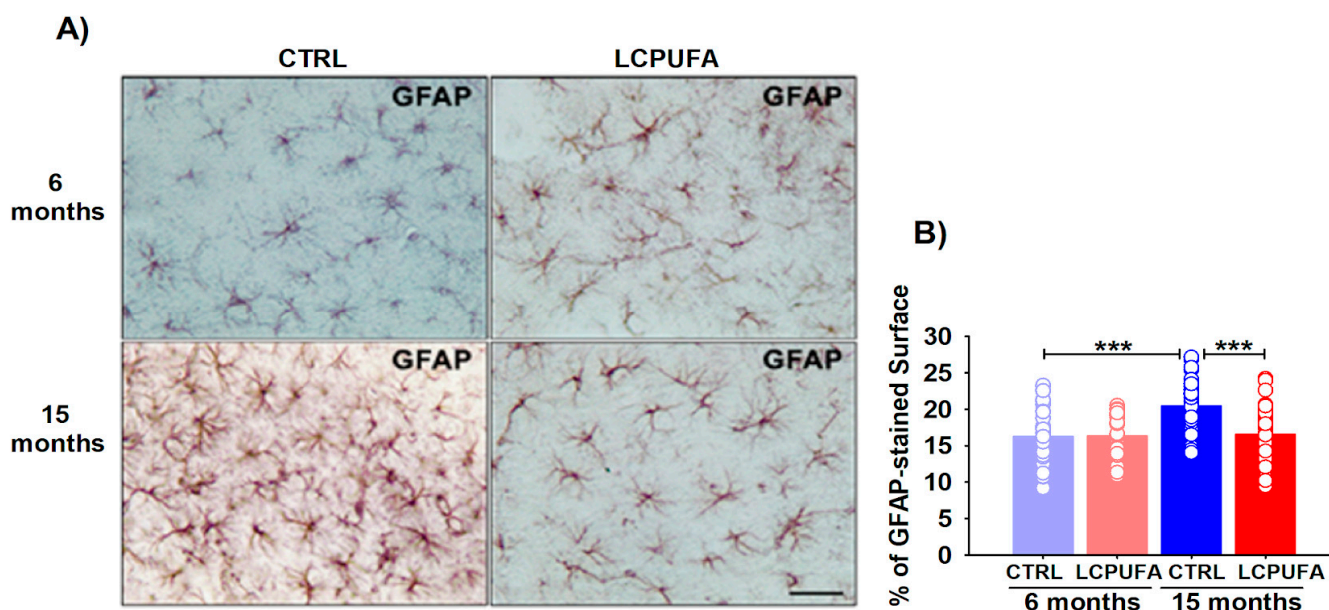 A)
CTRL LCPUFA
GFAP GFAP
6
months
GFAP GFAP
15
months
B)
% of GFAP-stained Surface
30
25
20
15
10
5
0
*** ***
CTRL LCPUFA CTRL LCPUFA
6 months 15 months